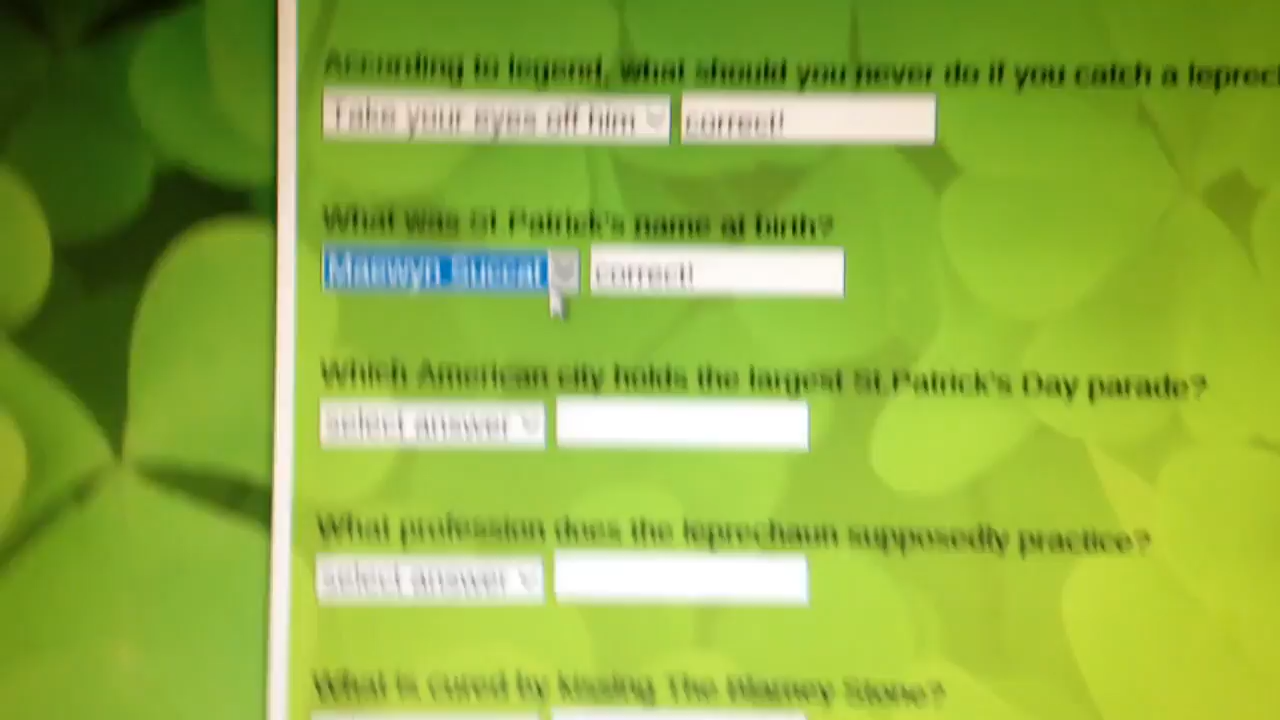 According to legend, what should you never do if you catch a leprec
Take your eyes off him correct!
What was St Patrick's name at birth?
Maewyn Succat correct!
Which American city holds the largest St.Patrick's Day parade?
select answer
What profession does the leprechaun supposedly practice?
select answer
What is cured by kissing The Blarney Stone?